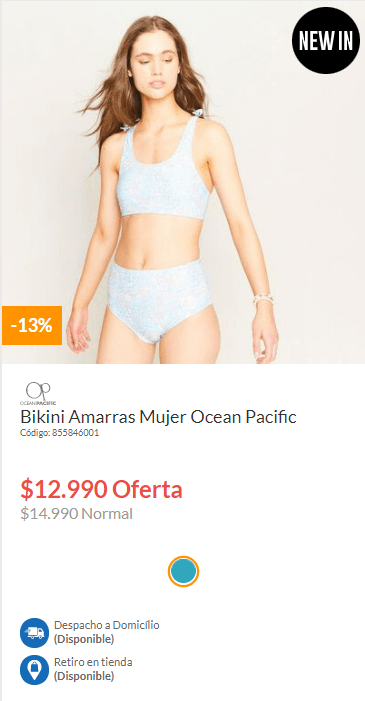 NEW IN
-13%
Op
OCEAN PACIFIC
Bikini Amarras Mujer Ocean Pacific
Código: 855846001
$12.990 Oferta
$14.990 Normal
Despacho a Domicílio
(Disponible)
Retiro en tienda
(Disponible)